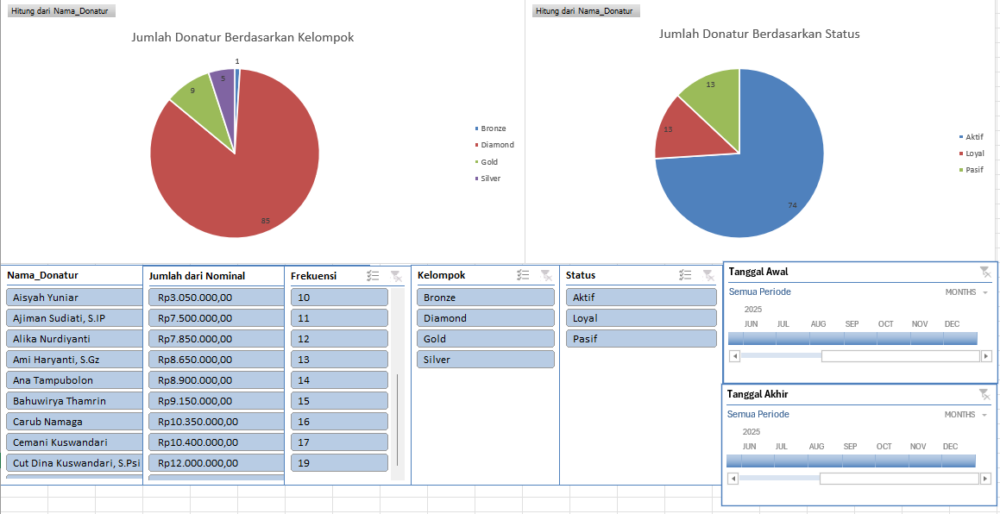 Hitung dari Nama_Donatur
Jumlah Donatur Berdasarkan Kelompok
1
5
9
85
Bronze
Diamond
Gold
Silver
Hitung dari Nama_Donatur
Jumlah Donatur Berdasarkan Status
13
13
74
Aktif
Loyal
Pasif
Nama_Donatur
Aisyah Yuniar
Ajiman Sudiati, S.IP
Alika Nurdiyanti
Ami Haryanti, S.Gz
Ana Tampubolon
Bahuwirya Thamrin
Carub Namaga
Cemani Kuswandari
Cut Dina Kuswandari, S.Psi
Jumlah dari Nominal
Rp3.050.000,00
Rp7.500.000,00
Rp7.850.000,00
Rp8.650.000,00
Rp8.900.000,00
Rp9.150.000,00
Rp10.350.000,00
Rp10.400.000,00
Rp12.000.000,00
Frekuensi
10
11
12
13
14
15
16
17
19
Kelompok
Bronze
Diamond
Gold
Silver
Status
Aktif
Loyal
Pasif
Tanggal Awal
Semua Periode MONTHS
2025
JUN JUL AUG SEP OCT NOV DEC
Tanggal Akhir
Semua Periode MONTHS
2025
JUN JUL AUG SEP OCT NOV DEC